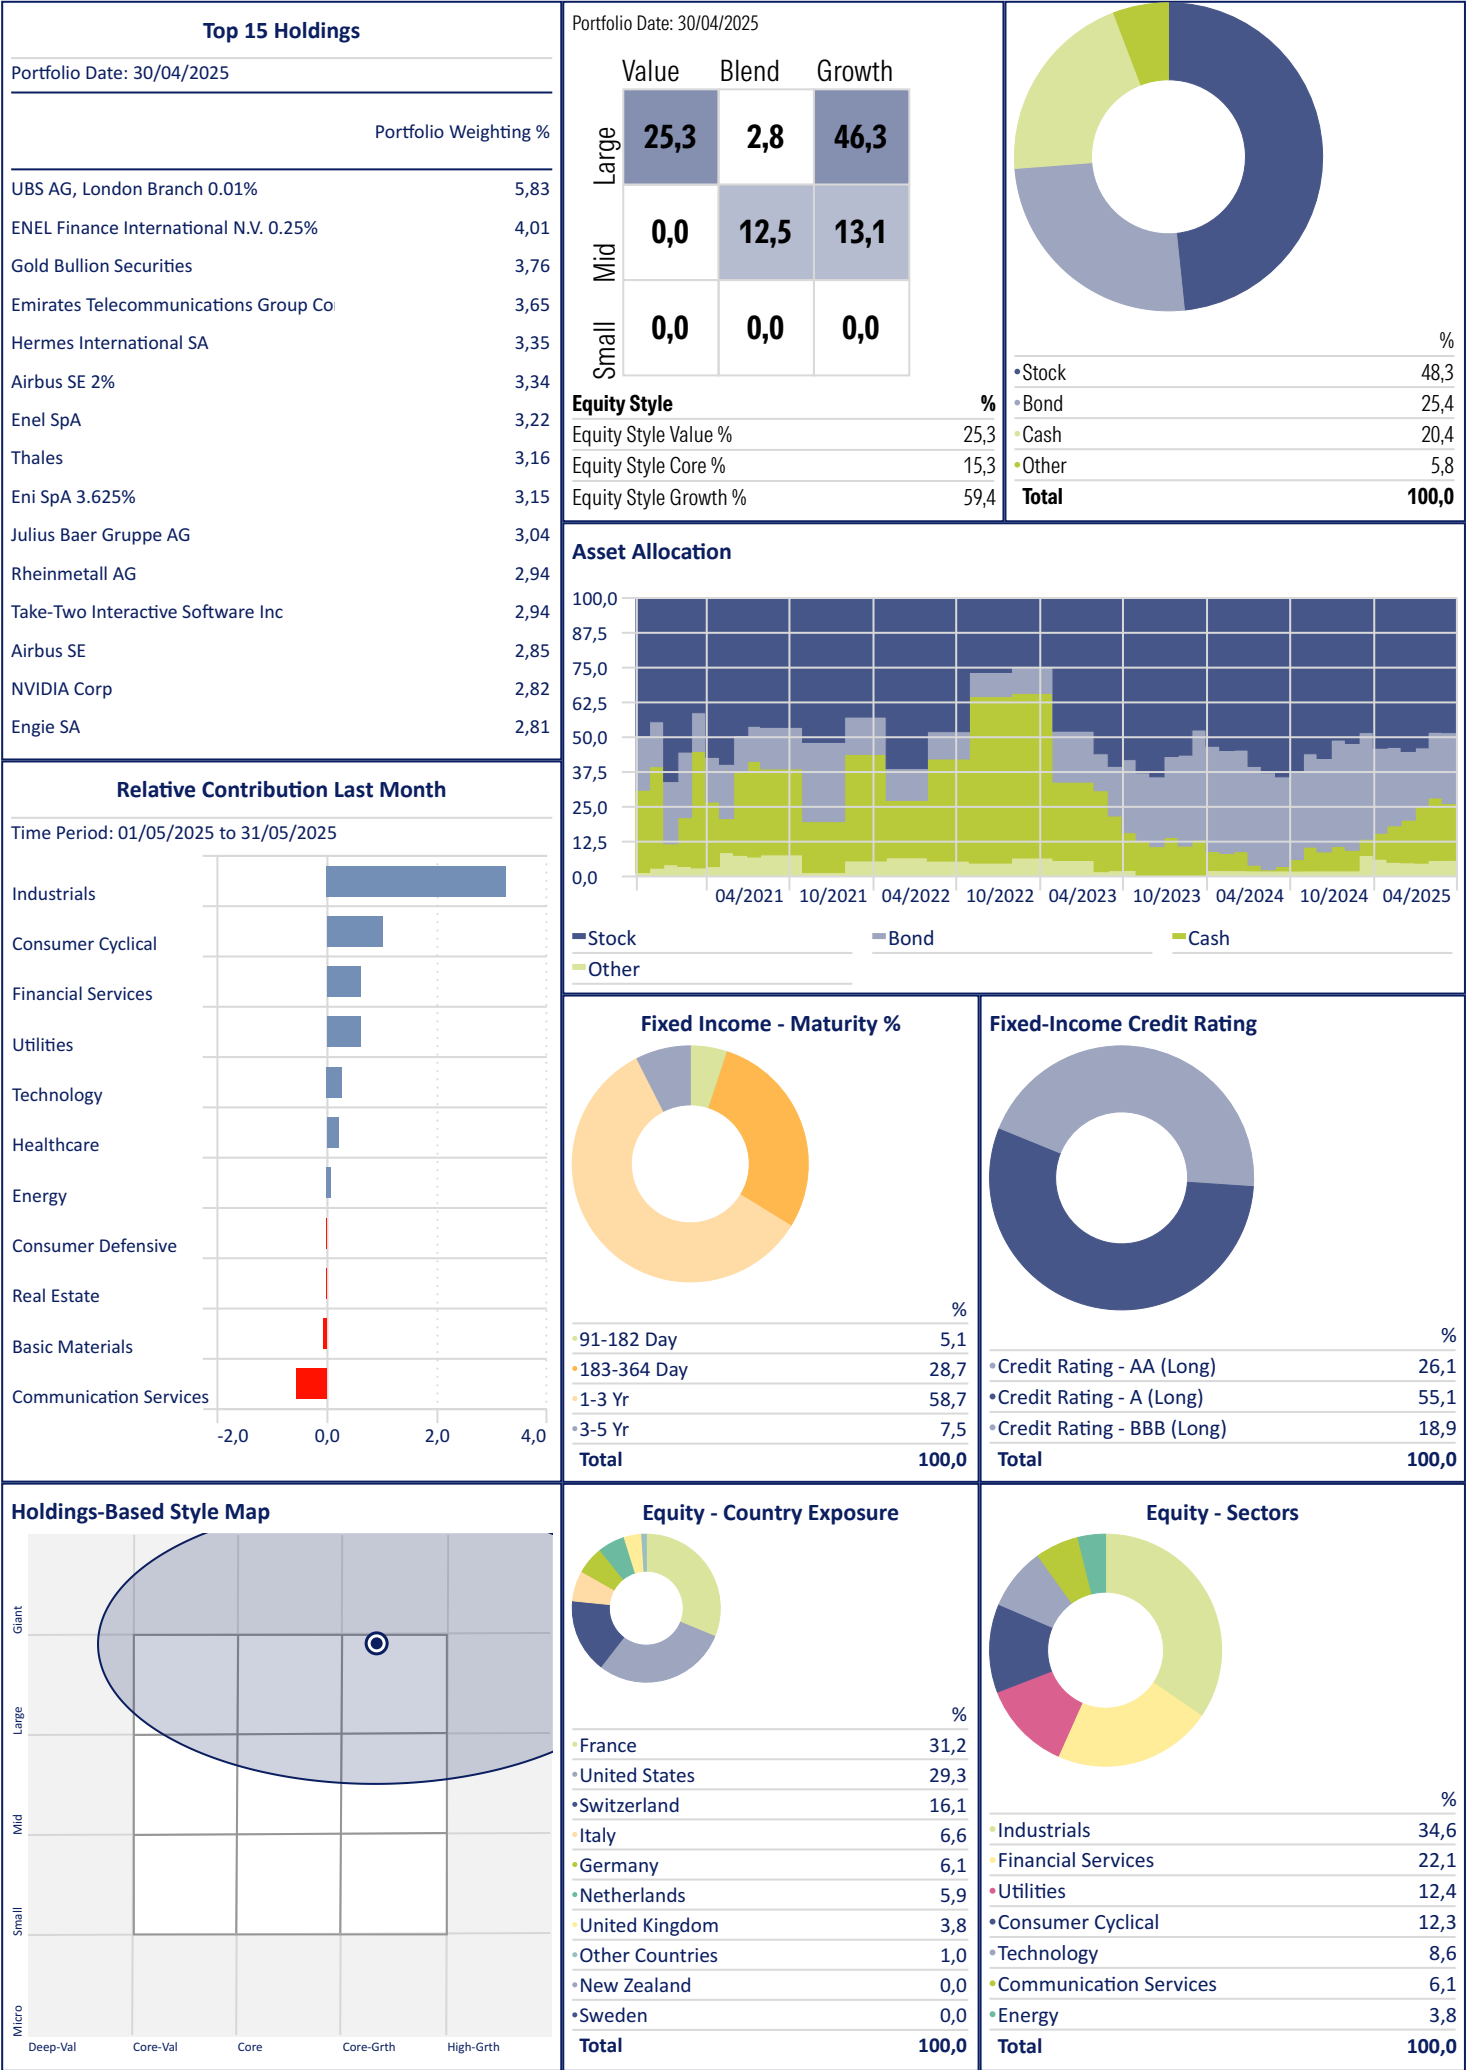 Top 15 Holdings
Portfolio Date: 30/04/2025
Portfolio Weighting %
UBS AG, London Branch 0.01% 5,83
ENEL Finance International N.V. 0.25% 4,01
Gold Bullion Securities 3,76
Emirates Telecommunications Group Co 3,65
Hermes International SA 3,35
Airbus SE 2% 3,34
Enel SpA 3,22
Thales 3,16
Eni SpA 3.625% 3,15
Julius Baer Gruppe AG 3,04
Rheinmetall AG 2,94
Take-Two Interactive Software Inc 2,94
Airbus SE 2,85
NVIDIA Corp 2,82
Engie SA 2,81
Portfolio Date: 30/04/2025
Value Blend Growth
Large 25,3 2,8 46,3
Mid 0,0 12,5 13,1
Small 0,0 0,0 0,0
Equity Style %
Equity Style Value % 25,3
Equity Style Core % 15,3
Equity Style Growth % 59,4
%
Stock 48,3
Bond 25,4
Cash 20,4
Other 5,8
Total 100,0
Asset Allocation
100,0
87,5
75,0
62,5
50,0
37,5
25,0
12,5
0,0
04/2021 10/2021 04/2022 10/2022 04/2023 10/2023 04/2024 10/2024 04/2025
Stock Bond Cash
Other
Relative Contribution Last Month
Time Period: 01/05/2025 to 31/05/2025
Industrials
Consumer Cyclical
Financial Services
Utilities
Technology
Healthcare
Energy
Consumer Defensive
Real Estate
Basic Materials
Communication Services
-2,0 0,0 2,0 4,0
Fixed Income - Maturity %
%
91-182 Day 5,1
183-364 Day 28,7
1-3 Yr 58,7
3-5 Yr 7,5
Total 100,0
Fixed-Income Credit Rating
%
Credit Rating - AA (Long) 26,1
Credit Rating - A (Long) 55,1
Credit Rating - BBB (Long) 18,9
Total 100,0
Holdings-Based Style Map
Giant
Large
Mid
Small
Micro
Deep-Val Core-Val Core Core-Grth High-Grth
Equity - Country Exposure
%
France 31,2
United States 29,3
Switzerland 16,1
Italy 6,6
Germany 6,1
Netherlands 5,9
United Kingdom 3,8
Other Countries 1,0
New Zealand 0,0
Sweden 0,0
Total 100,0
Equity - Sectors
%
Industrials 34,6
Financial Services 22,1
Utilities 12,4
Consumer Cyclical 12,3
Technology 8,6
Communication Services 6,1
Energy 3,8
Total 100,0